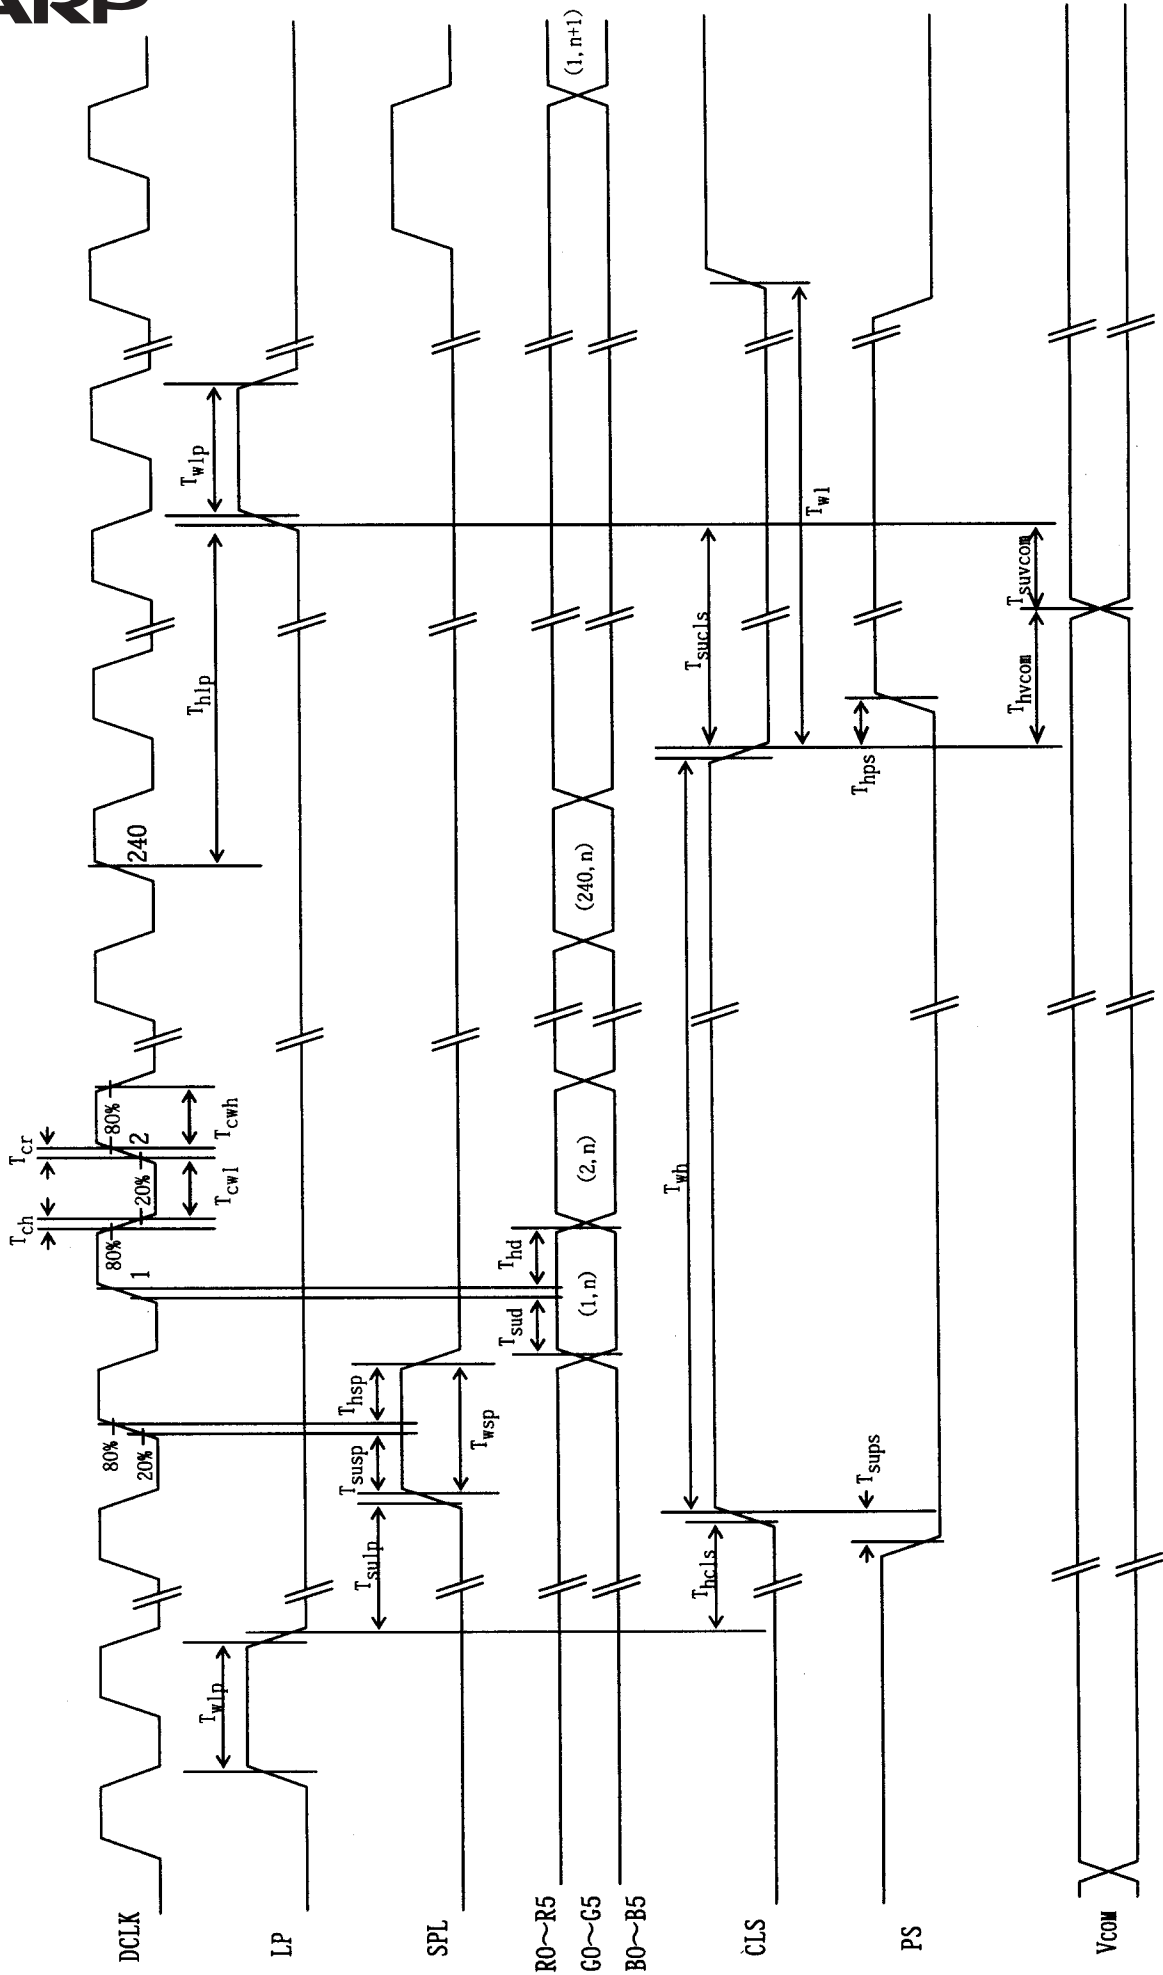 ARP
DCLK
80%
20%
1
80%
20%
2
80%
240
Tch
Tcr
Tcwl
Tcwh
LP
Twlp
Thlp
Twlp
SPL
Tsulp
Tsusp
Thsp
Twsp
R0~R5
G0~G5
B0~B5
Tsud
Thd
(1,n)
(2,n)
(240,n)
(1,n+1)
CLS
Thcls
Twh
Tsucls
Twl
PS
Tsups
Thps
VCOM
Thvcom
Tsuvcom